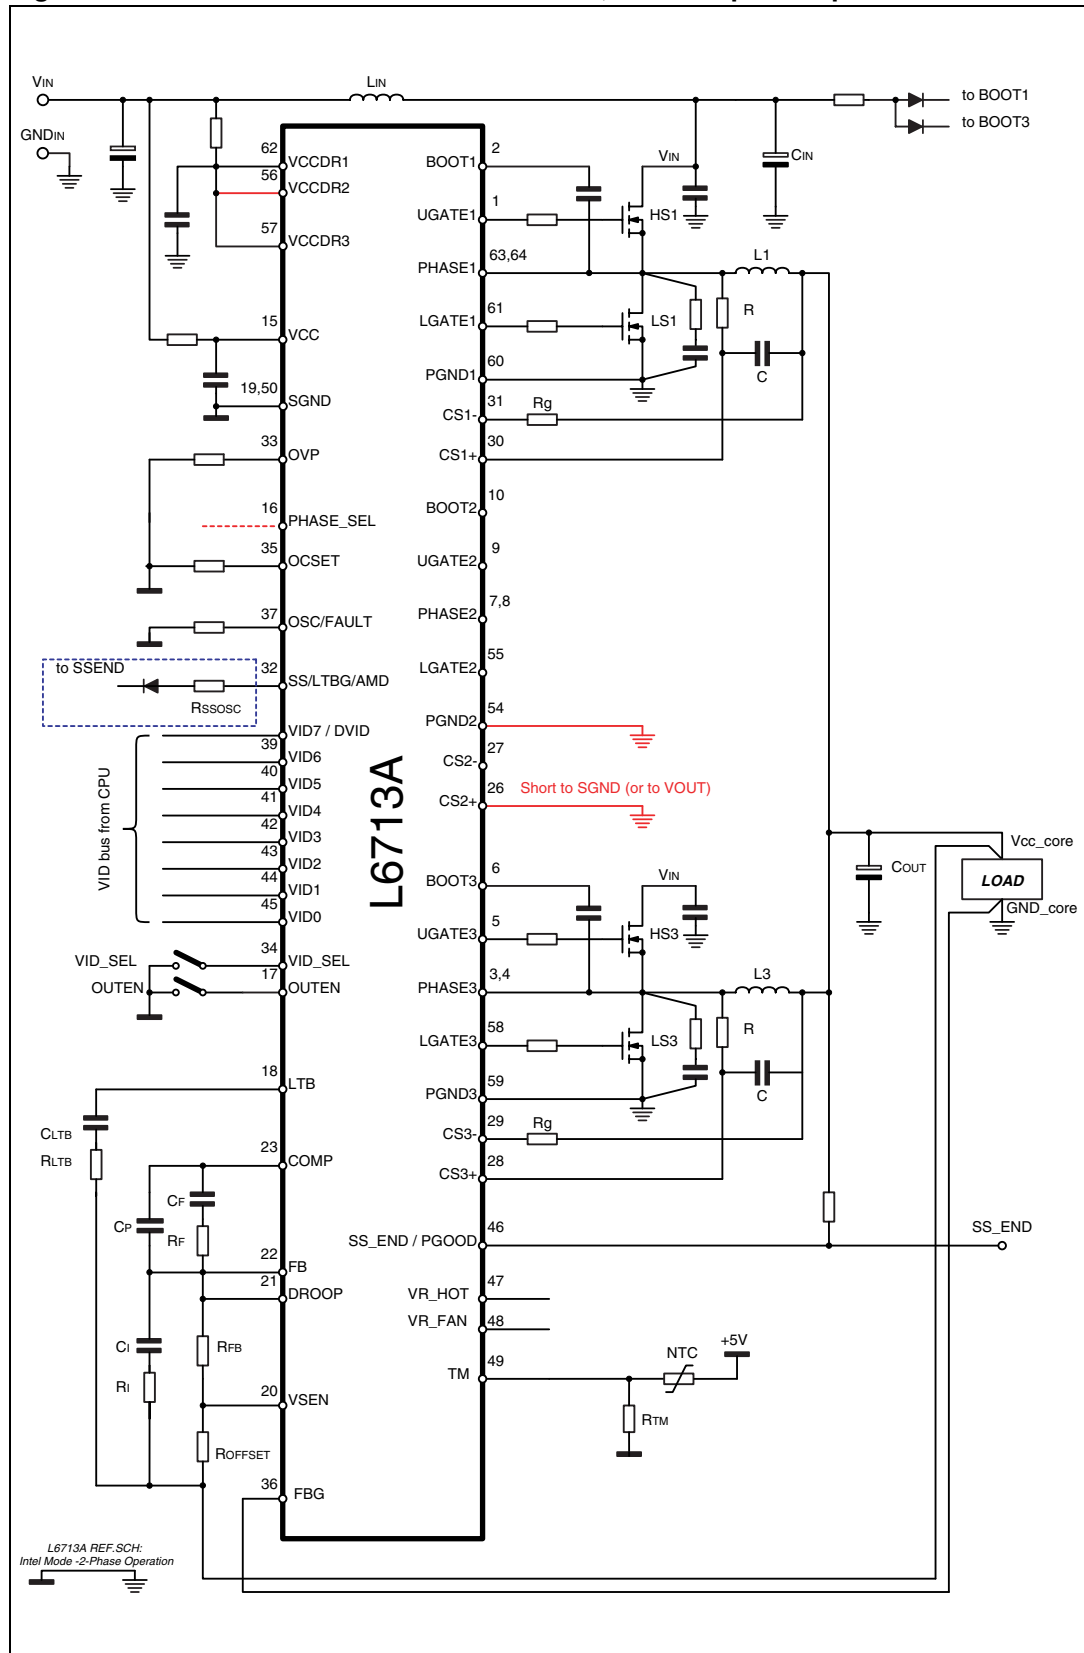 VIN
LIN
to BOOT1
to BOOT3
GNDIN
CIN
62
VCCDR1
56
VCCDR2
57
VCCDR3
15
VCC
19,50
SGND
33
OVP
16
PHASE_SEL
35
OCSET
37
OSC/FAULT
to SSEND
32
SS/LTBG/AMD
RSSOSC
VID bus from CPU
VID7 / DVID
39
VID6
40
VID5
41
VID4
42
VID3
43
VID2
44
VID1
45
VID0
VID_SEL
34
VID_SEL
OUTEN
17
OUTEN
18
LTB
CLTB
RLTB
23
COMP
CF
CP
RF
22
FB
21
DROOP
CI
RFB
RI
20
VSEN
ROFFSET
36
FBG
L6713A
BOOT1
2
VIN
UGATE1
1
HS1
PHASE1
63,64
L1
LGATE1
61
LS1
R
PGND1
60
C
CS1-
31
Rg
CS1+
30
BOOT2
10
UGATE2
9
PHASE2
7,8
LGATE2
55
PGND2
54
CS2-
27
CS2+
26
Short to SGND (or to VOUT)
BOOT3
6
VIN
UGATE3
5
HS3
PHASE3
3,4
L3
LGATE3
58
LS3
R
PGND3
59
C
CS3-
29
Rg
CS3+
28
COUT
Vcc_core
LOAD
GND_core
SS_END / PGOOD
46
SS_END
VR_HOT
47
VR_FAN
48
TM
49
NTC
+5V
RTM
L6713A REF.SCH:
Intel Mode -2-Phase Operation